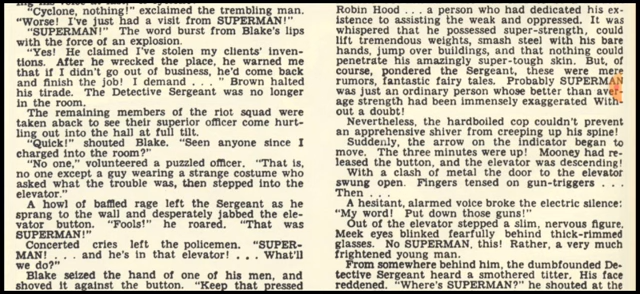 "Cyclone, nothing!" exclaimed the trembling man.
"Worse! I've just had a visit from SUPERMAN!"
"SUPERMAN!" The word burst from Blake's lips
with the force of an explosion.
"Yes! He claimed I've stolen my clients' inven-
tions. After he wrecked the place, he warned me
that if I didn't go out of business, he'd come back
and finish the job! I demand . . . " Brown halted
his tirade. The Detective Sergeant was no longer
in the room.
The remaining members of the riot squad were
taken aback to see their superior officer come hurt-
ling out into the hall at full tilt.
"Quick!" shouted Blake. "Seen anyone since I
charged into the room?"
"No one," volunteered a puzzled officer, "That is,
no one except a guy wearing a strange costume who
asked what the trouble was, then stepped into the
elevator."
A howl of baffled rage left the Sergeant as he
sprang to the wall and desperately jabbed the ele-
vator button. "Fools!" he roared. "That was
SUPERMAN!"
Concerted cries left the policemen. "SUPER-
MAN! . . . and he's in that elevator! . . . What'll
we do?"
Blake seized the hand of one of his men, and
shoved it against the button. "Keep that pressed
Robin Hood . . . a person who had dedicated his ex-
istence to assisting the weak and oppressed. It was
whispered that he possessed super-strength, could
lift tremendous weights, smash steel with his bare
hands, jump over buildings, and that nothing could
penetrate his amazingly super-tough skin. But, of
course, pondered the Sergeant, these were mere
rumors, fantastic fairy tales. Probably SUPERMAN
was just an ordinary person whose better than aver-
age strength had been immensely exaggerated With-
out a doubt!
Nevertheless, the hardboiled cop couldn't prevent
an apprehensive shiver from creeping up his spine!
Suddenly, the arrow on the indicator began to
move. The three minutes were up! Mooney had re-
leased the button, and the elevator was descending!
With a clash of metal the door to the elevator
swung open. Fingers tensed on gun-triggers . . .
Then . . .
A hesitant, alarmed voice broke the electric silence:
"My word! Put down those guns!"
Out of the elevator stepped a slim, nervous figure.
Meek eyes blinked fearfully behind thick-rimmed
glasses. No SUPERMAN, this! Rather, a very much
frightened young man.
From somewhere behind him, the dumbfounded De-
tective Sergeant heard a smothered titter. His face
reddened. "Where's SUPERMAN?" he shouted at the